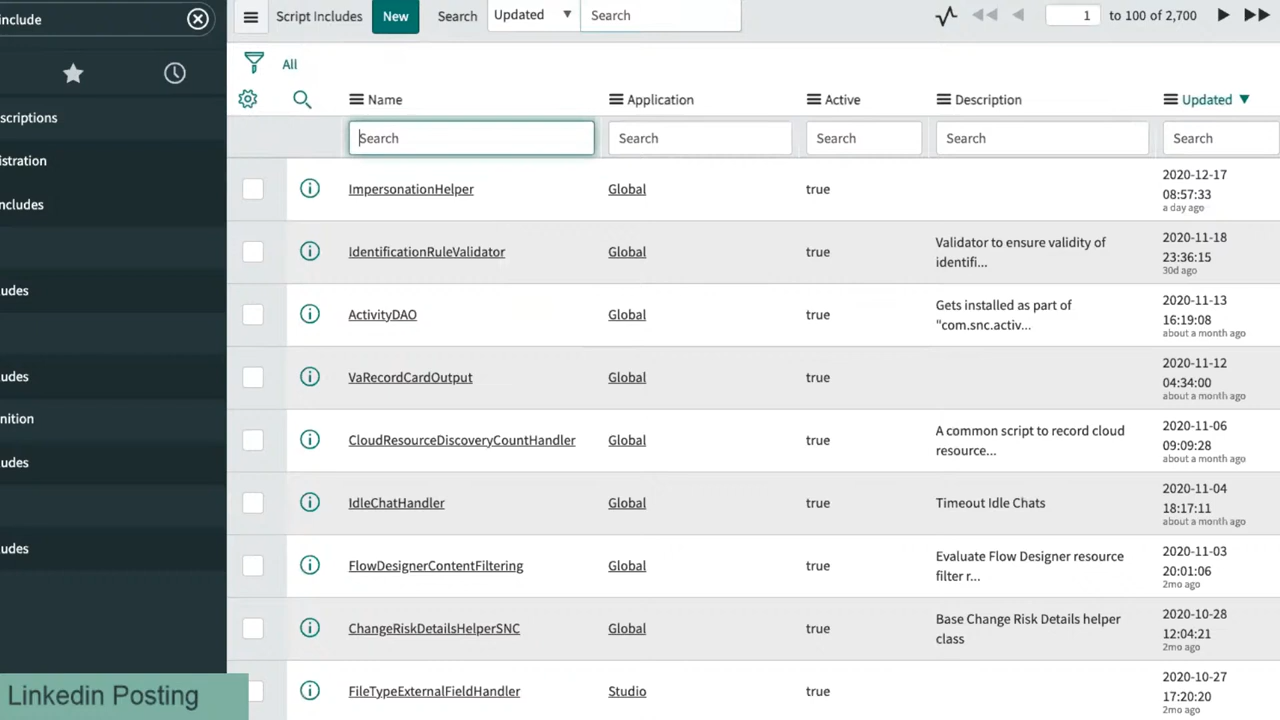 include
Script Includes
New
Search
Updated
Search
1
to 100 of 2,700
All
Name
Application
Active
Description
Updated
Search
Search
Search
Search
Search
scriptions
istration
ncludes
udes
udes
nition
udes
udes
ImpersonationHelper
Global
true
2020-12-17
08:57:33
a day ago
IdentificationRuleValidator
Global
true
Validator to ensure validity of
identifi...
2020-11-18
23:36:15
30d ago
ActivityDAO
Global
true
Gets installed as part of
"com.snc.activ...
2020-11-13
16:19:08
about a month ago
VaRecordCardOutput
Global
true
2020-11-12
04:34:00
about a month ago
CloudResourceDiscoveryCountHandler
Global
true
A common script to record cloud
resource...
2020-11-06
09:09:28
about a month ago
IdleChatHandler
Global
true
Timeout Idle Chats
2020-11-04
18:17:11
about a month ago
FlowDesignerContentFiltering
Global
true
Evaluate Flow Designer resource
filter r...
2020-11-03
20:01:06
2mo ago
ChangeRiskDetailsHelperSNC
Global
true
Base Change Risk Details helper
class
2020-10-28
12:04:21
2mo ago
FileTypeExternalFieldHandler
Studio
true
2020-10-27
17:20:20
2mo ago
Linkedin Posting